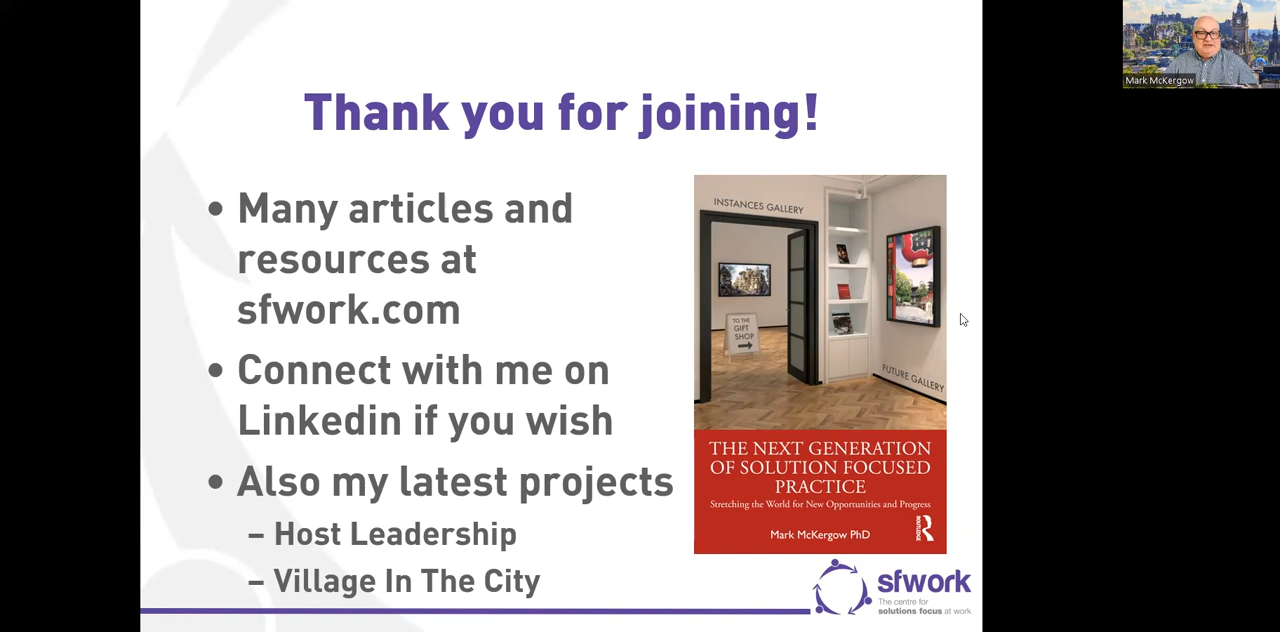 Mark McKergow
Thank you for joining!
• Many articles and
resources at
sfwork.com
• Connect with me on
Linkedin if you wish
• Also my latest projects
– Host Leadership
– Village In The City
INSTANCES GALLERY
TO THE
GIFT
SHOP
FUTURE GALLERY
THE NEXT GENERATION
OF SOLUTION FOCUSED
PRACTICE
Stretching the World for New Opportunities and Progress
Mark McKergow PhD
ROUTLEDGE
sfwork
The centre for
solutions focus at work